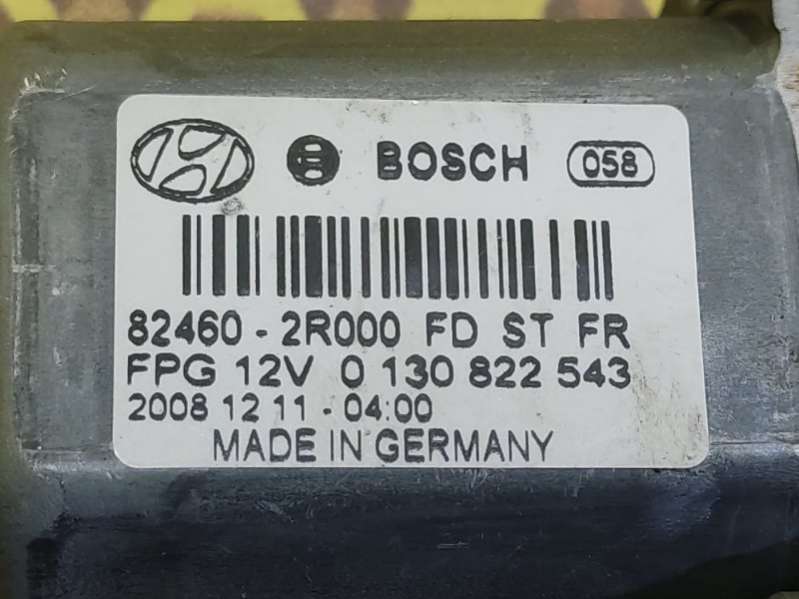 BOSCH 058
82460-2R000 FD ST FR
FPG 12V 0 130 822 543
2008 12 11-04:00
MADE IN GERMANY